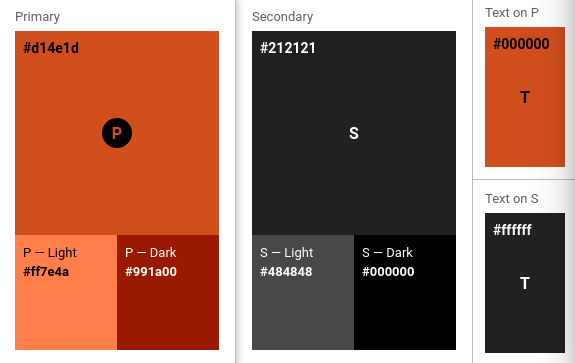 Primary
#d14e1d
P
P — Light
#ff7e4a
P — Dark
#991a00
Secondary
#212121
S
S — Light
#484848
S — Dark
#000000
Text on P
#000000
T
Text on S
#ffffff
T